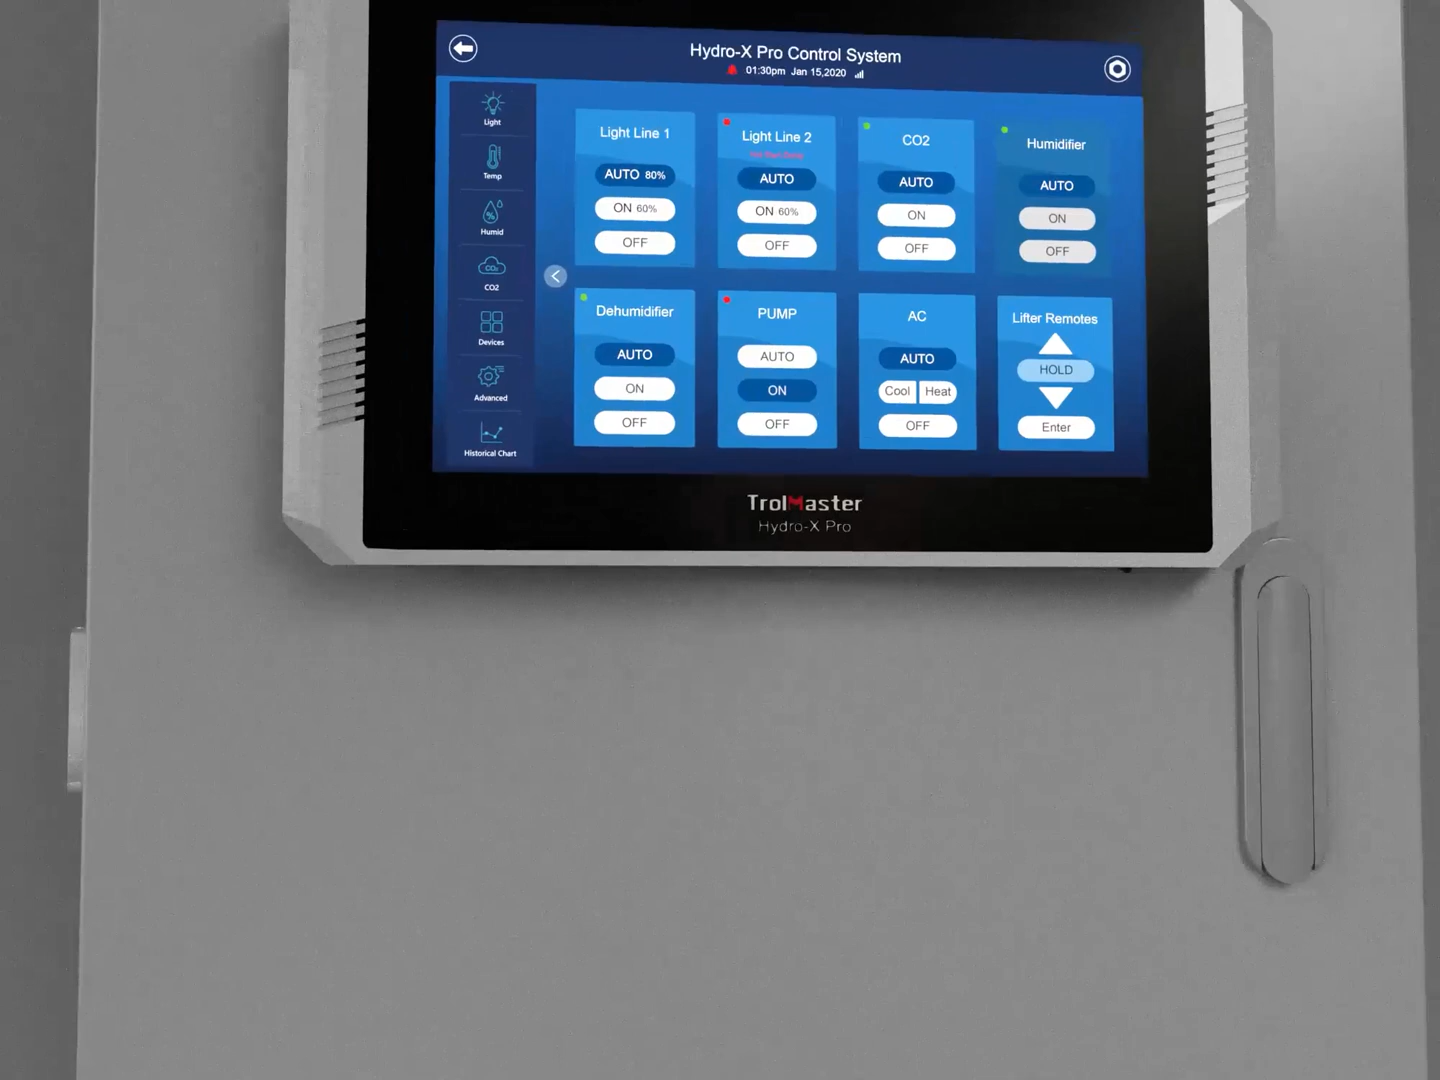 Hydro-X Pro Control System
01:30pm Jan 15,2020
Light
Temp
Humid
CO2
Devices
Advanced
Historical Chart
Light Line 1
AUTO 80%
ON 60%
OFF
Light Line 2
AUTO
ON 60%
OFF
CO2
AUTO
ON
OFF
Humidifier
AUTO
ON
OFF
Dehumidifier
AUTO
ON
OFF
PUMP
AUTO
ON
OFF
AC
AUTO
Cool Heat
OFF
Lifter Remotes
HOLD
Enter
TrolMaster
Hydro-X Pro